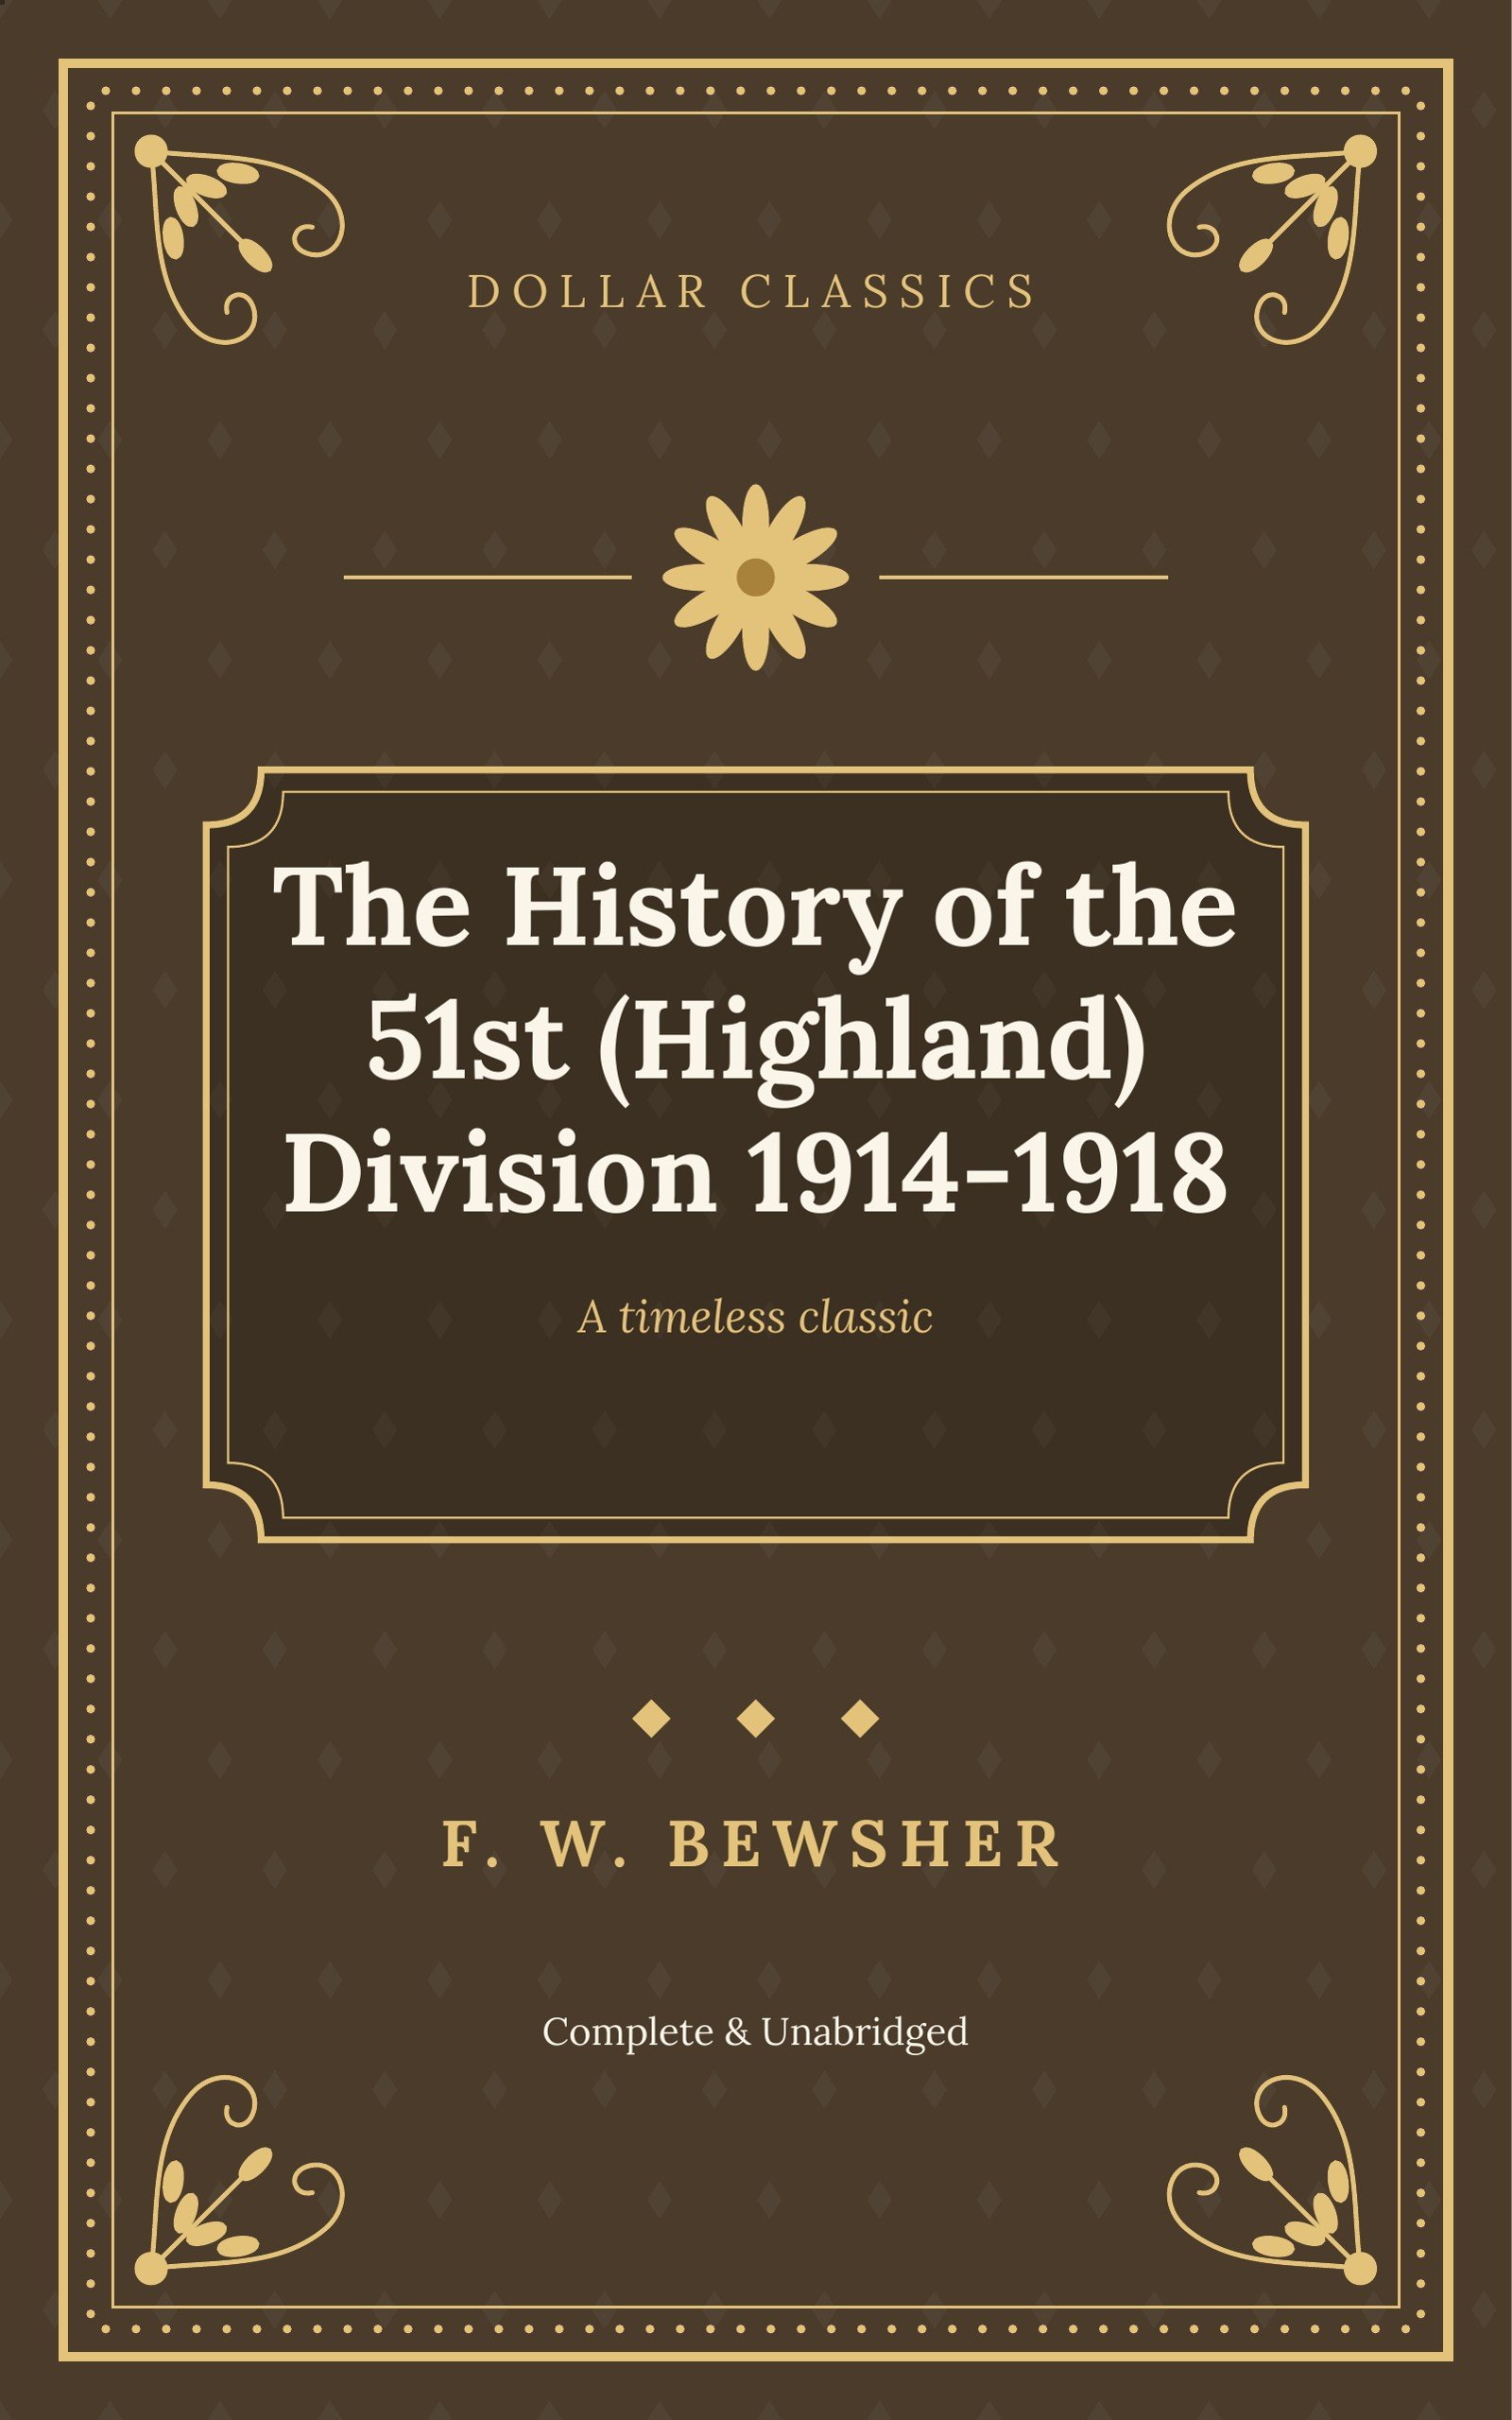 DOLLAR CLASSICS
The History of the
51st (Highland)
Division 1914–1918
A timeless classic
F. W. BEWSHER
Complete & Unabridged